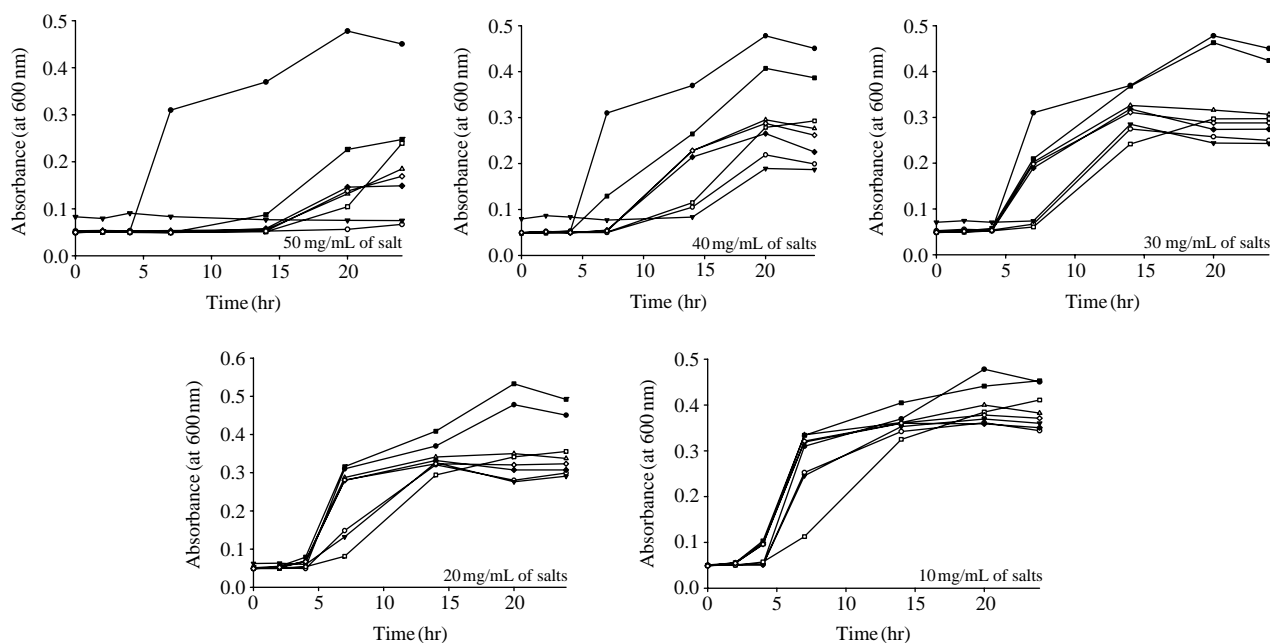 0.5
0.4
0.3
0.2
0.1
0.0
Absorbance (at 600 nm)
0 5 10 15 20
Time (hr)
50 mg/mL of salt
0.5
0.4
0.3
0.2
0.1
0.0
Absorbance (at 600 nm)
0 5 10 15 20
Time (hr)
40 mg/mL of salts
0.5
0.4
0.3
0.2
0.1
0.0
Absorbance (at 600 nm)
0 5 10 15 20
Time (hr)
30 mg/mL of salts
0.6
0.5
0.4
0.3
0.2
0.1
0.0
Absorbance (at 600 nm)
0 5 10 15 20
Time (hr)
20 mg/mL of salts
0.5
0.4
0.3
0.2
0.1
0.0
Absorbance (at 600 nm)
0 5 10 15 20
Time (hr)
10 mg/mL of salts